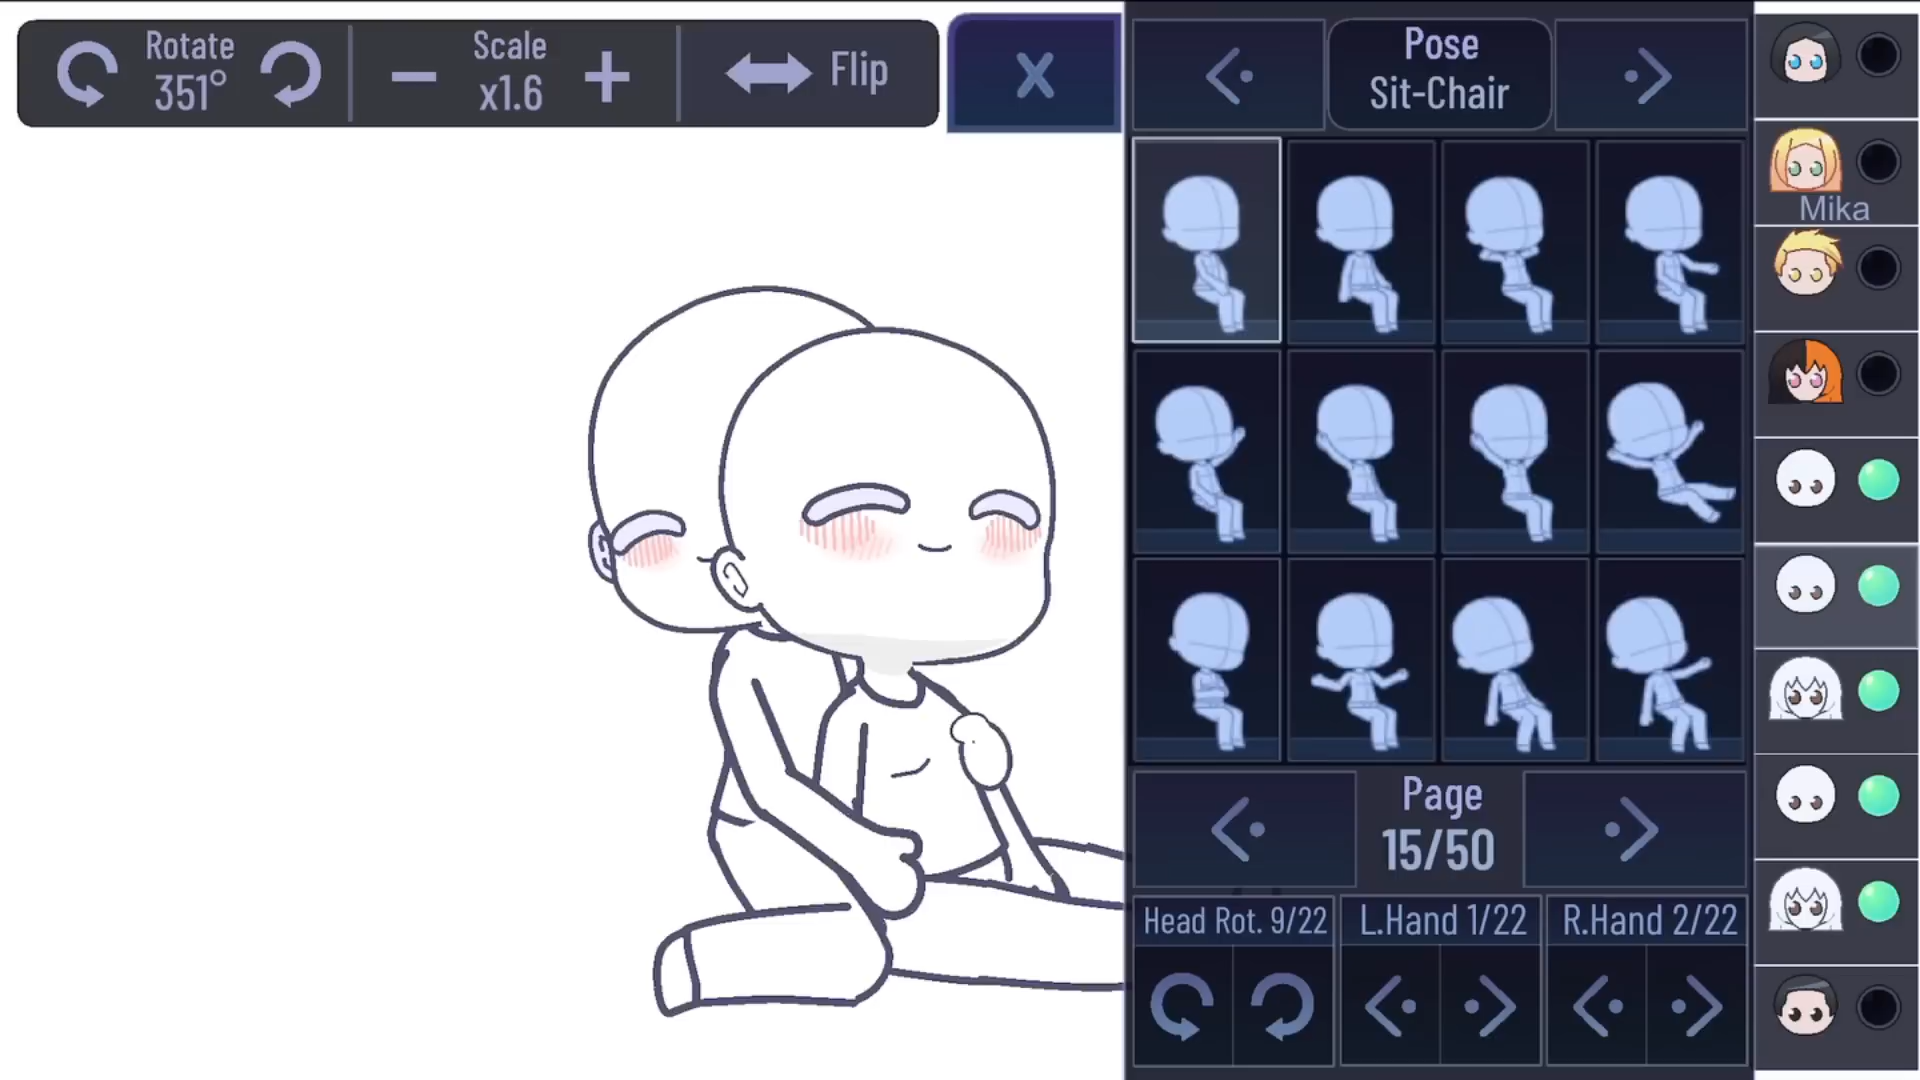 Rotate
351°
Scale
x1.6
Flip
X
Pose
Sit-Chair
Mika
Page
15/50
Head Rot. 9/22
L.Hand 1/22
R.Hand 2/22